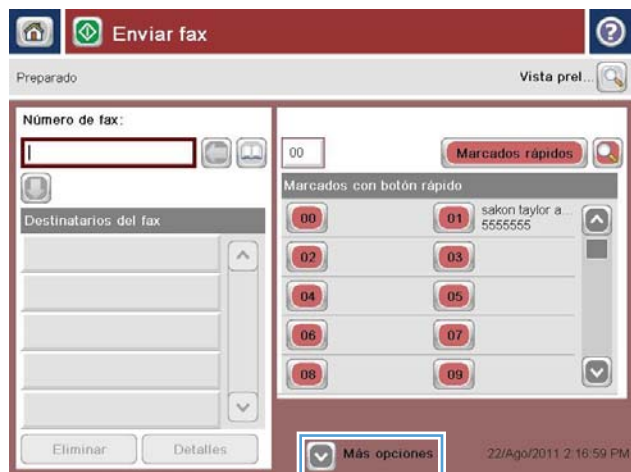 Enviar fax
?
Preparado
Vista prel...
Número de fax:
00
Marcados rápidos
Marcados con botón rápido
Destinatarios del fax
00
01
sakon taylor a...
5555555
02
03
04
05
06
07
08
09
Eliminar
Detalles
Más opciones
22/Ago/2011 2:16:59 PM